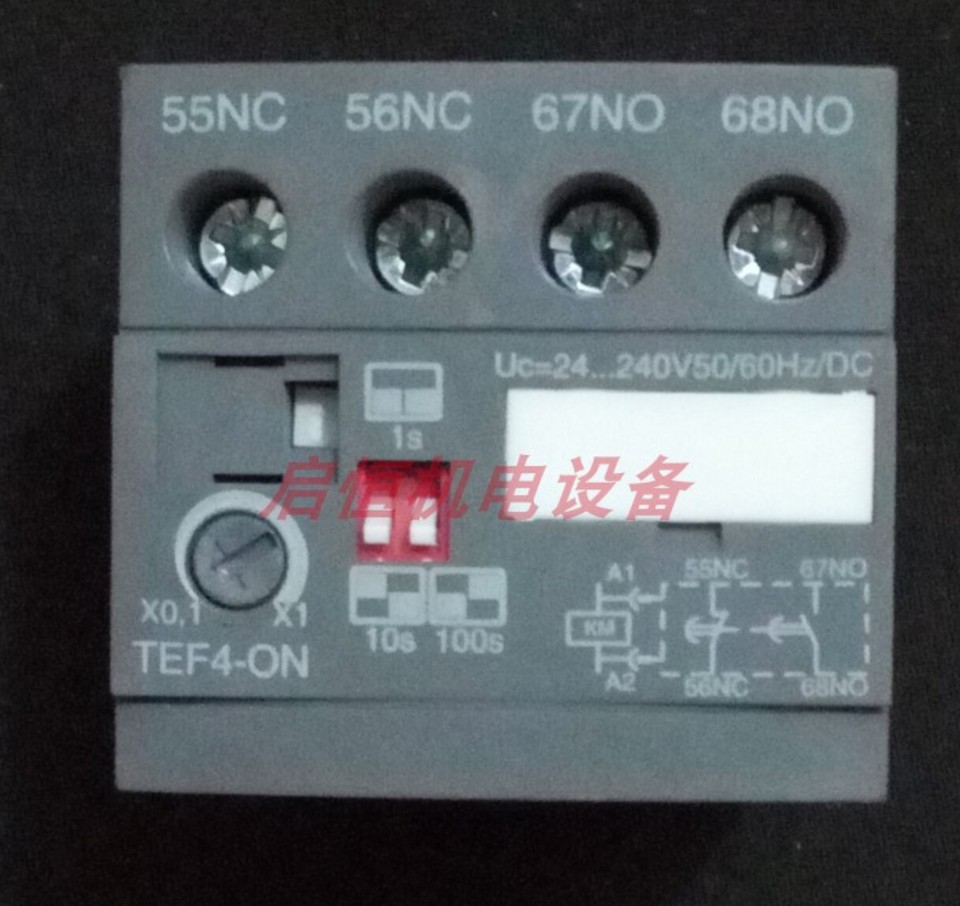 55NC 56NC 67NO 68NO
Uc=24...240V50/60Hz/DC
1s
启恒机电设备
X0,1 X1
10s 100s
TEF4-ON
A1 55NC 67NO
KM
A2 56NC 68NO